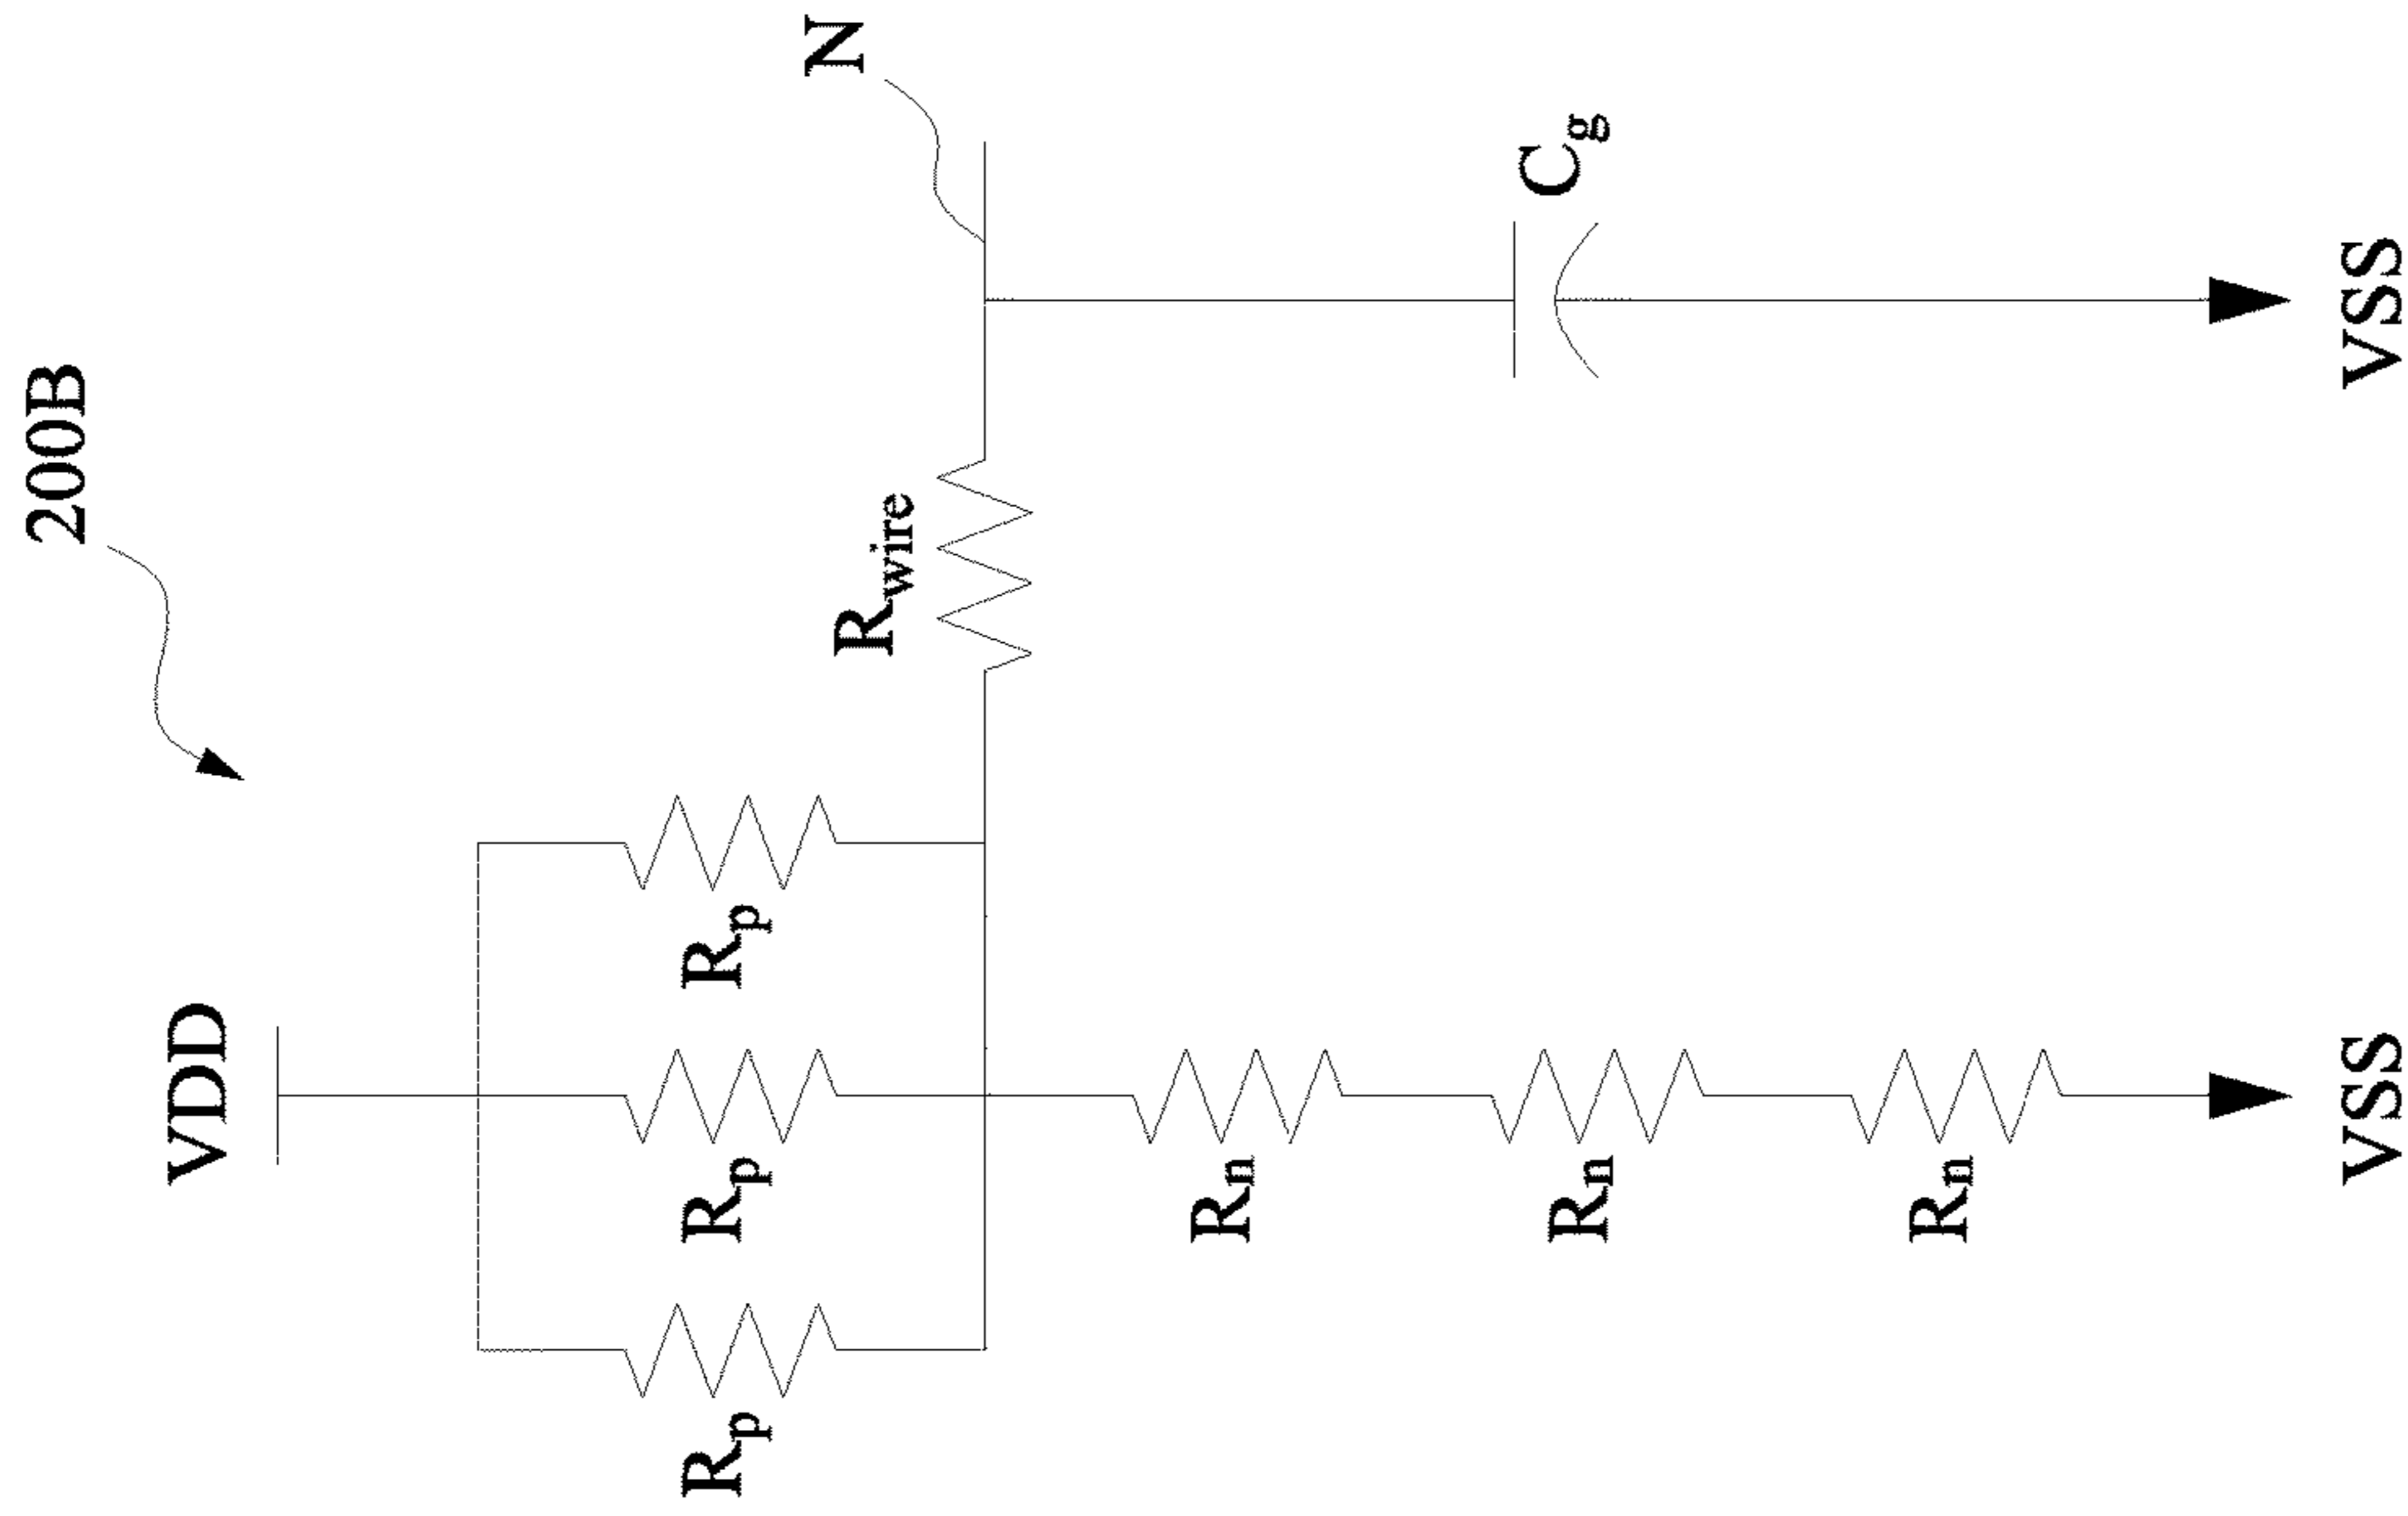 200B
VDD
R_p
R_p
R_p
R_wire
N
R_n
R_n
R_n
C_g
VSS
VSS